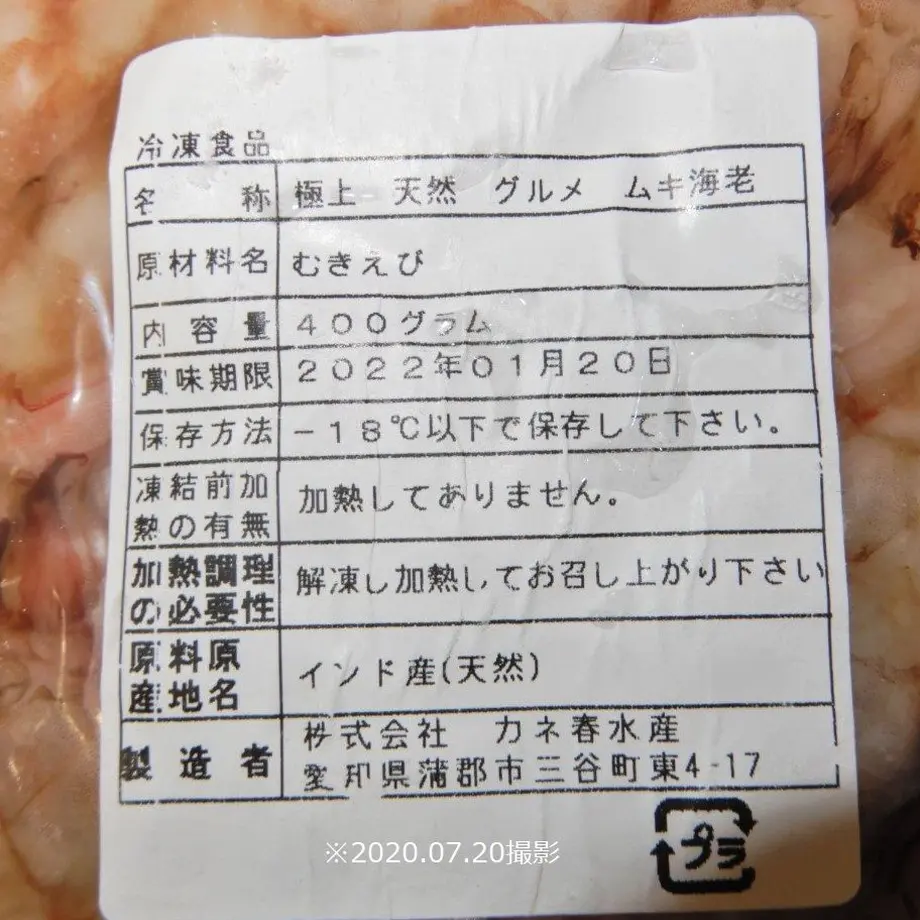 冷凍食品
名称 極上 天然 グルメ ムキ海老
原材料名 むきえび
内容量 400グラム
賞味期限 2022年01月20日
保存方法 -18℃以下で保存して下さい。
凍結前加熱の有無 加熱してありません。
加熱調理の必要性 解凍し加熱してお召し上がり下さい
原料原産地名 インド産(天然)
製造者 株式会社 カネ春水産
愛知県蒲郡市三谷町東4-17
プラ
※2020.07.20撮影